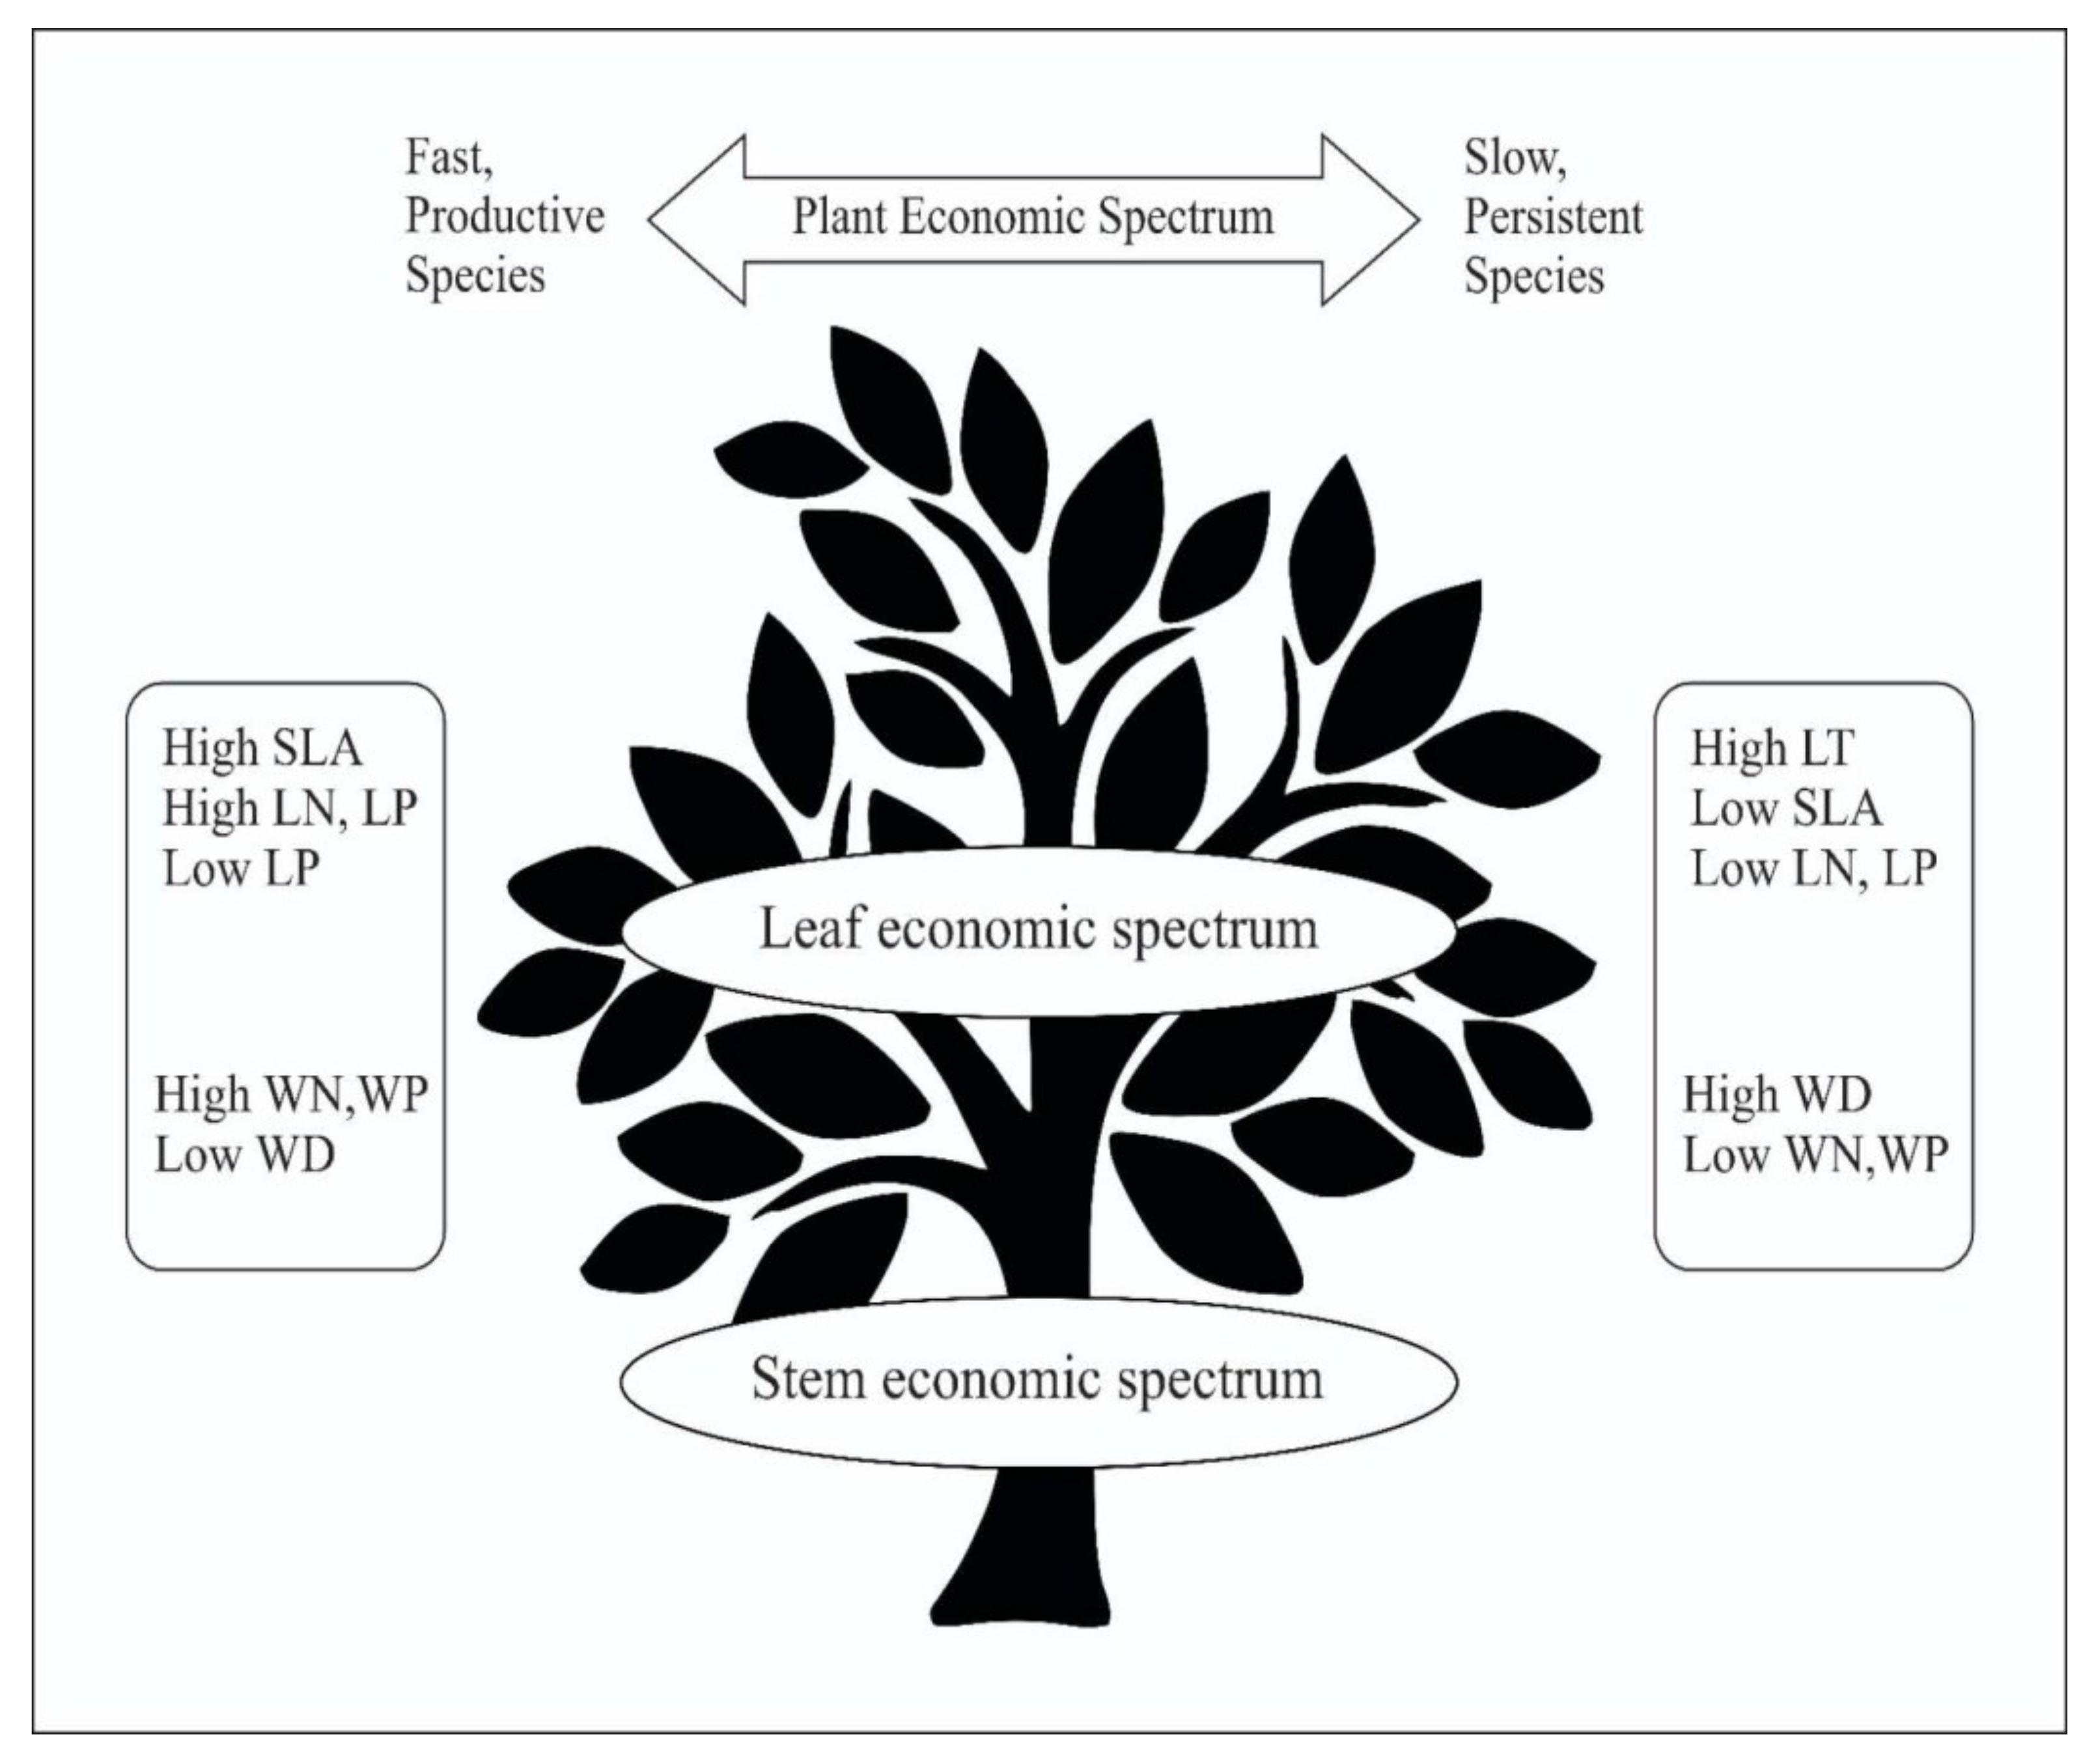 Fast,
Productive
Species
Plant Economic Spectrum
Slow,
Persistent
Species
High SLA
High LN, LP
Low LP
High WN,WP
Low WD
Leaf economic spectrum
Stem economic spectrum
High LT
Low SLA
Low LN, LP
High WD
Low WN,WP